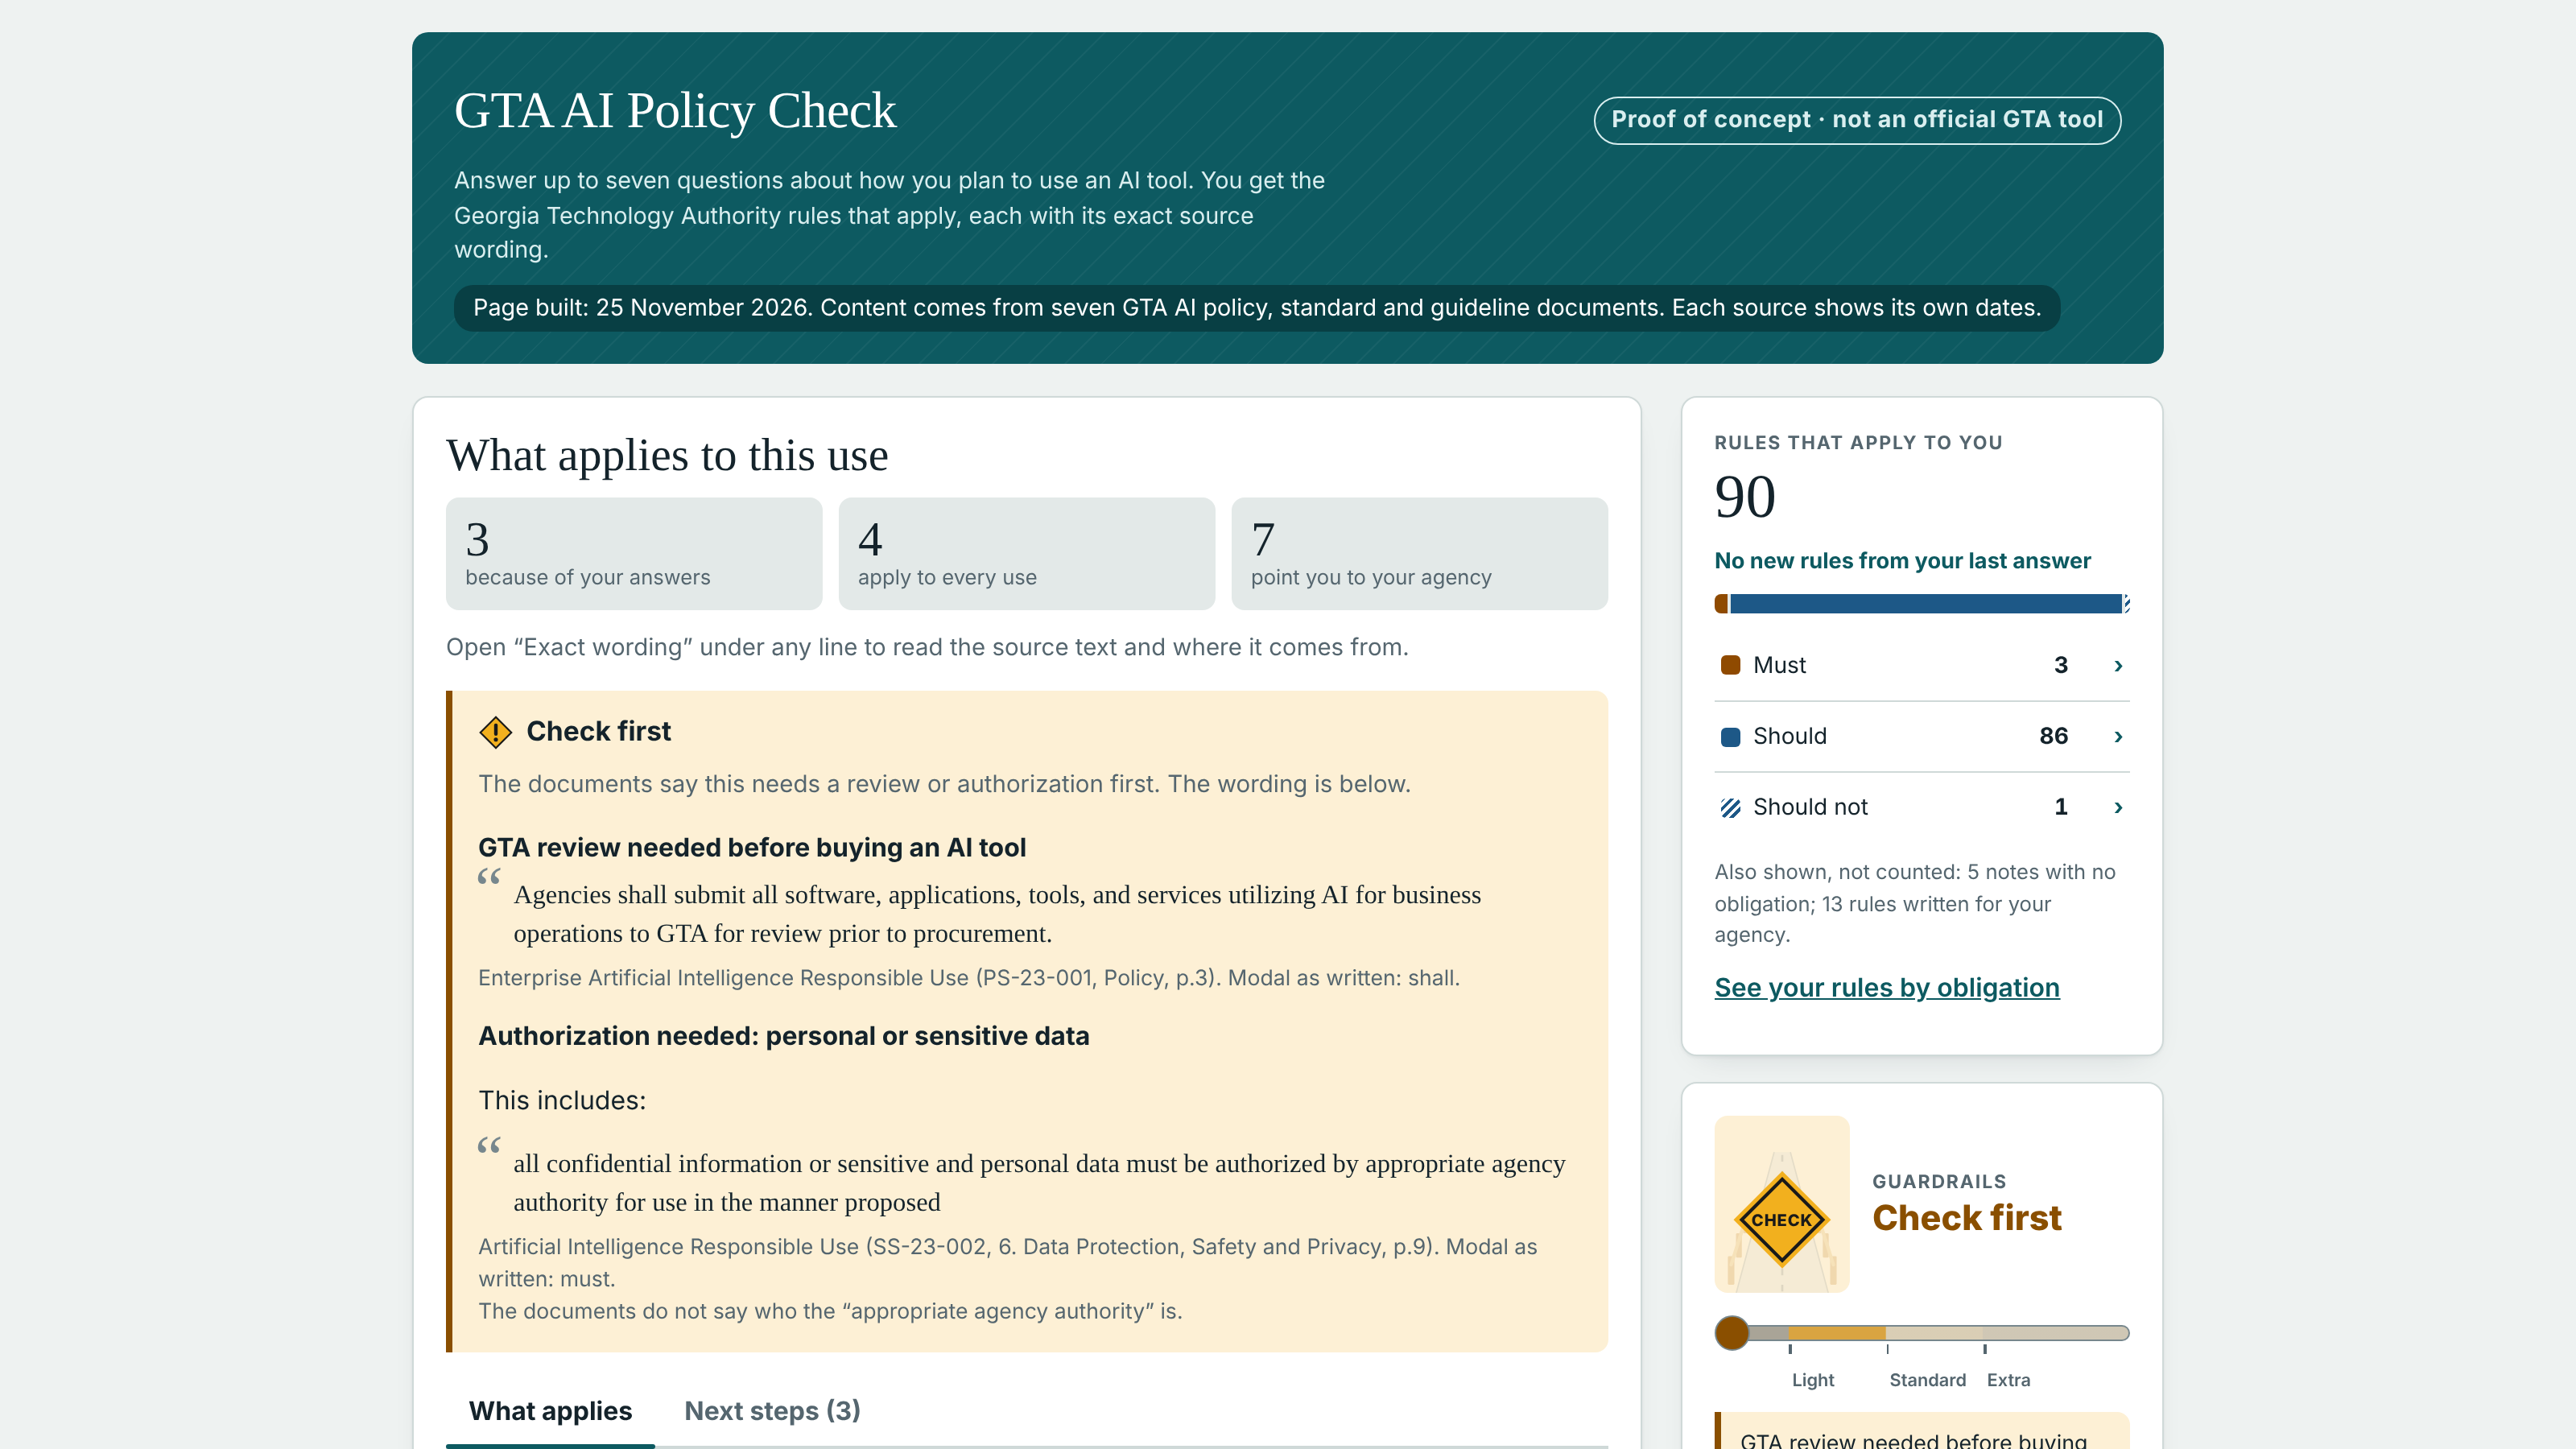 GTA AI Policy Check
Proof of concept · not an official GTA tool
Answer up to seven questions about how you plan to use an AI tool. You get the
Georgia Technology Authority rules that apply, each with its exact source
wording.
Page built: 25 November 2026. Content comes from seven GTA AI policy, standard and guideline documents. Each source shows its own dates.
What applies to this use
3
because of your answers
4
apply to every use
7
point you to your agency
Open “Exact wording” under any line to read the source text and where it comes from.
Check first
The documents say this needs a review or authorization first. The wording is below.
GTA review needed before buying an AI tool
“
Agencies shall submit all software, applications, tools, and services utilizing AI for business
operations to GTA for review prior to procurement.
Enterprise Artificial Intelligence Responsible Use (PS-23-001, Policy, p.3). Modal as written: shall.
Authorization needed: personal or sensitive data
This includes:
“
all confidential information or sensitive and personal data must be authorized by appropriate agency
authority for use in the manner proposed
Artificial Intelligence Responsible Use (SS-23-002, 6. Data Protection, Safety and Privacy, p.9). Modal as
written: must.
The documents do not say who the “appropriate agency authority” is.
What applies
Next steps (3)
RULES THAT APPLY TO YOU
90
No new rules from your last answer
Must 3 ›
Should 86 ›
Should not 1 ›
Also shown, not counted: 5 notes with no
obligation; 13 rules written for your
agency.
See your rules by obligation
CHECK
GUARDRAILS
Check first
Light Standard Extra
GTA review needed before buying